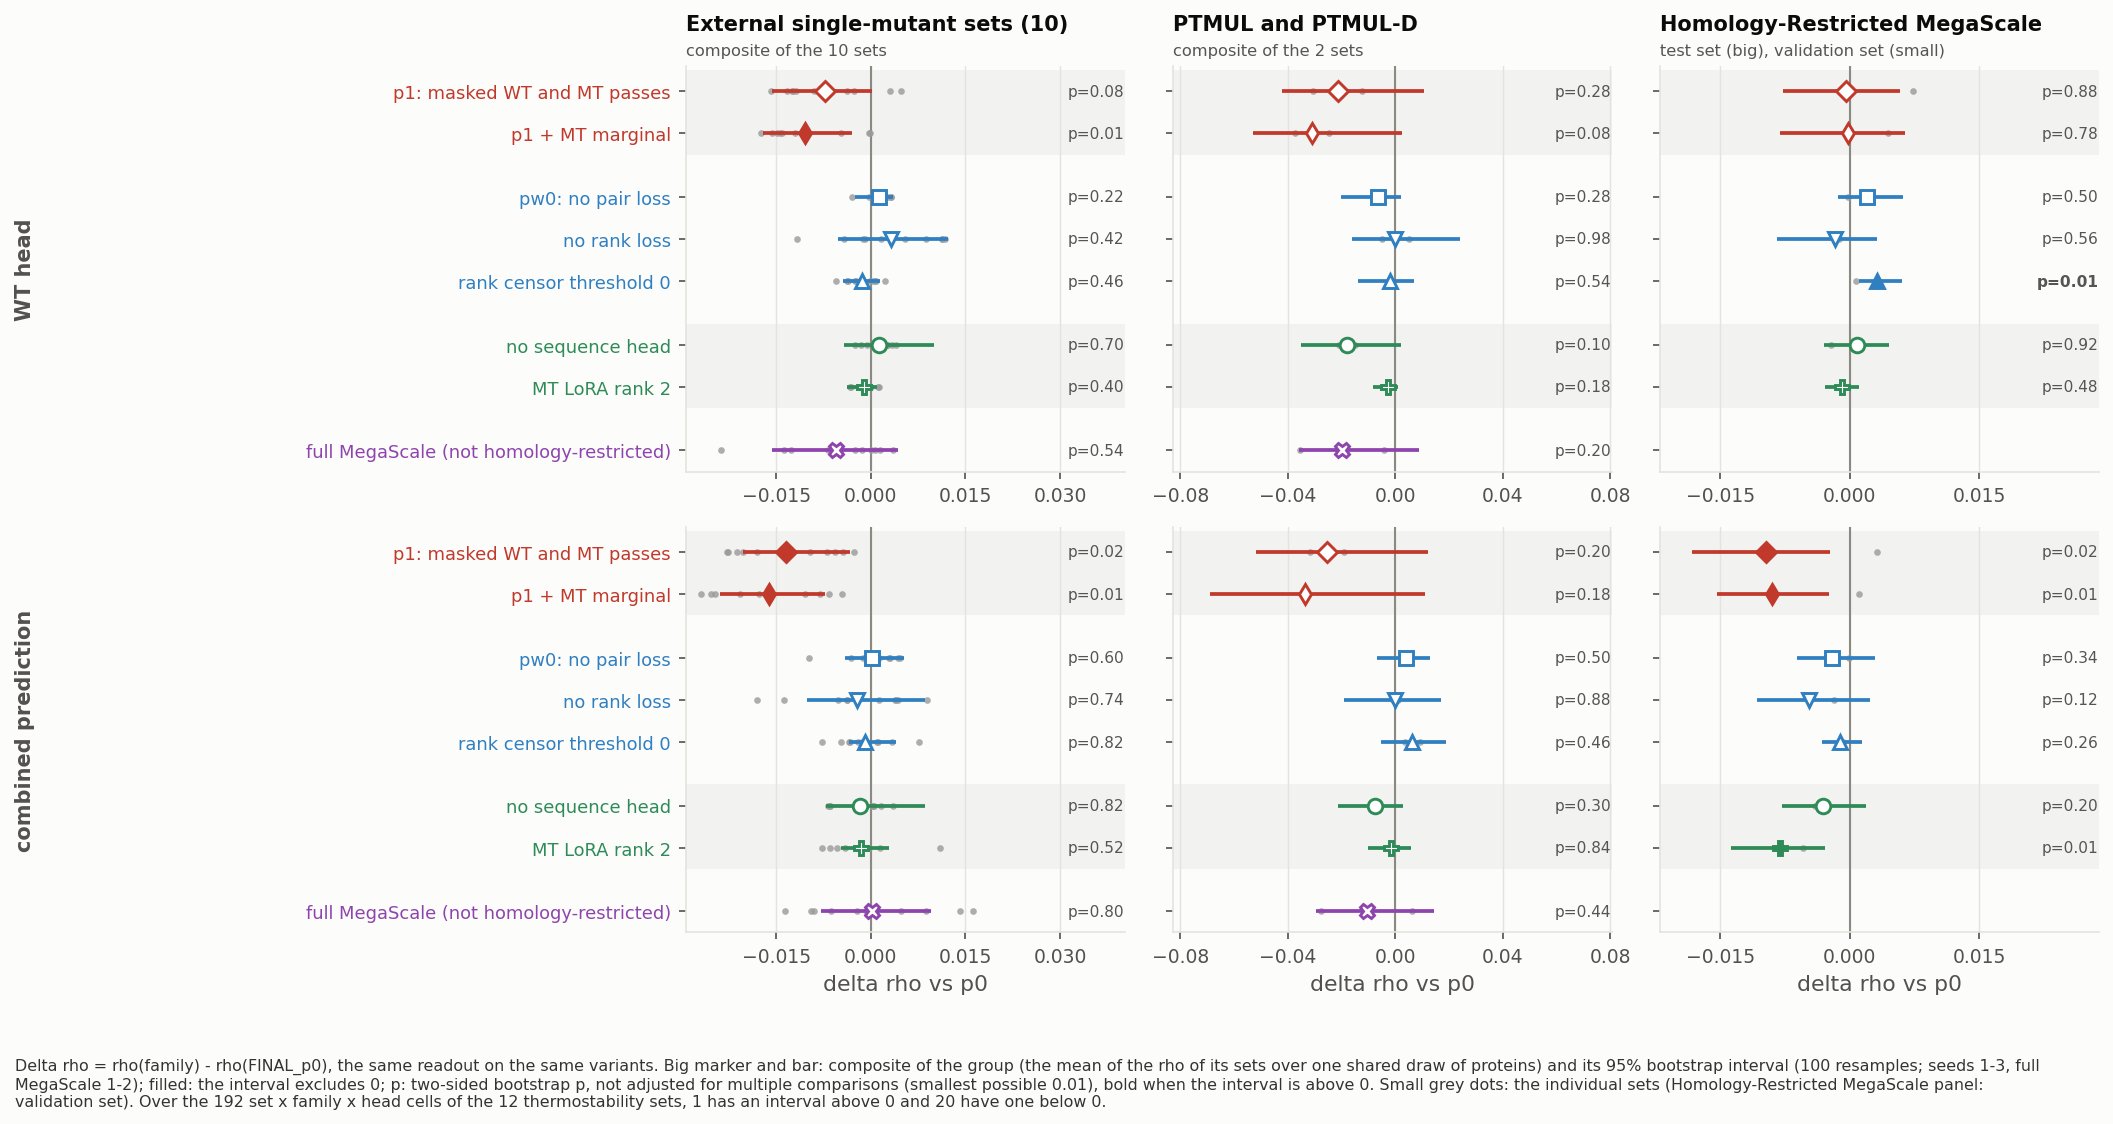 External single-mutant sets (10)
composite of the 10 sets
PTMUL and PTMUL-D
composite of the 2 sets
Homology-Restricted MegaScale
test set (big), validation set (small)
WT head
p1: masked WT and MT passes p=0.08 p=0.28 p=0.88
p1 + MT marginal p=0.01 p=0.08 p=0.78
pw0: no pair loss p=0.22 p=0.28 p=0.50
no rank loss p=0.42 p=0.98 p=0.56
rank censor threshold 0 p=0.46 p=0.54 p=0.01
no sequence head p=0.70 p=0.10 p=0.92
MT LoRA rank 2 p=0.40 p=0.18 p=0.48
full MegaScale (not homology-restricted) p=0.54 p=0.20
−0.015 0.000 0.015 0.030 −0.08 −0.04 0.00 0.04 0.08 −0.015 0.000 0.015
combined prediction
p1: masked WT and MT passes p=0.02 p=0.20 p=0.02
p1 + MT marginal p=0.01 p=0.18 p=0.01
pw0: no pair loss p=0.60 p=0.50 p=0.34
no rank loss p=0.74 p=0.88 p=0.12
rank censor threshold 0 p=0.82 p=0.46 p=0.26
no sequence head p=0.82 p=0.30 p=0.20
MT LoRA rank 2 p=0.52 p=0.84 p=0.01
full MegaScale (not homology-restricted) p=0.80 p=0.44
−0.015 0.000 0.015 0.030 −0.08 −0.04 0.00 0.04 0.08 −0.015 0.000 0.015
delta rho vs p0 delta rho vs p0 delta rho vs p0
Delta rho = rho(family) - rho(FINAL_p0), the same readout on the same variants. Big marker and bar: composite of the group (the mean of the rho of its sets over one shared draw of proteins) and its 95% bootstrap interval (100 resamples; seeds 1-3, full
MegaScale 1-2); filled: the interval excludes 0; p: two-sided bootstrap p, not adjusted for multiple comparisons (smallest possible 0.01), bold when the interval is above 0. Small grey dots: the individual sets (Homology-Restricted MegaScale panel:
validation set). Over the 192 set x family x head cells of the 12 thermostability sets, 1 has an interval above 0 and 20 have one below 0.